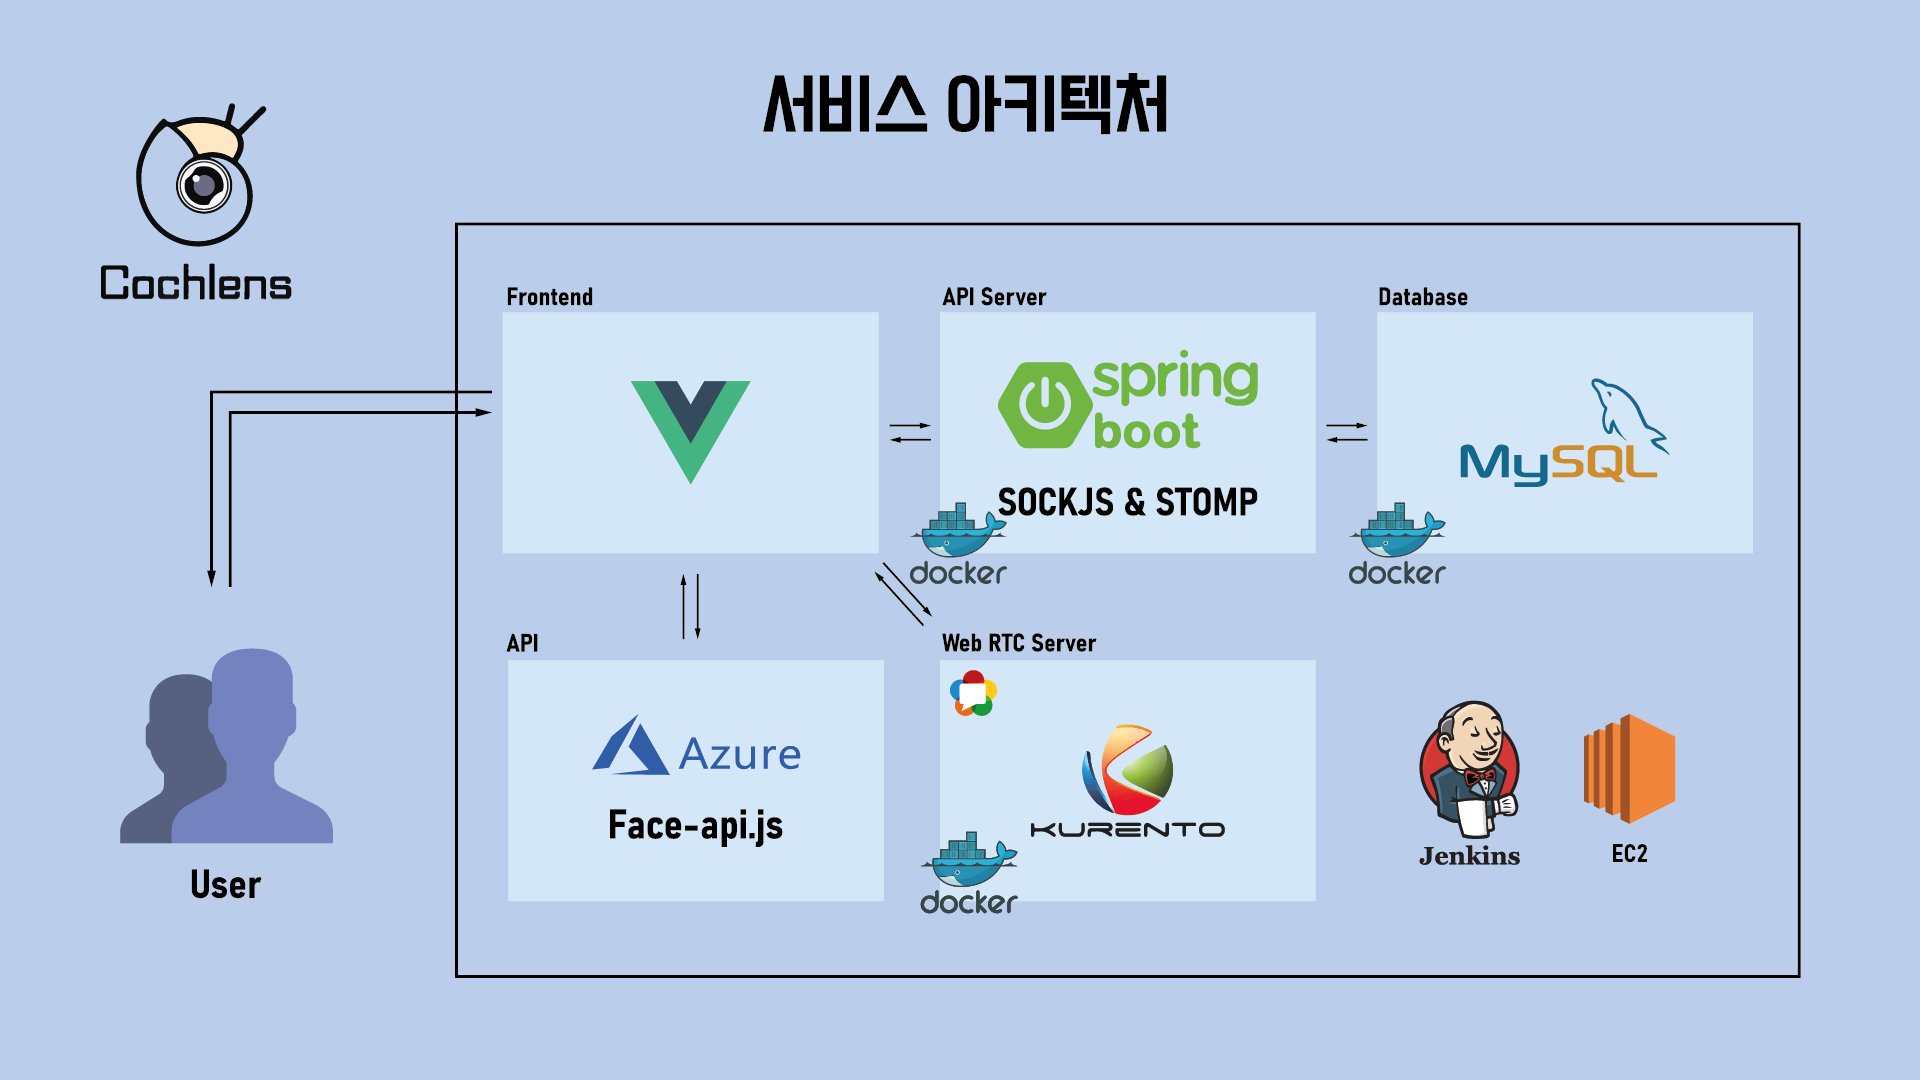 서비스 아키텍처
Cochlens
Frontend
API Server
spring
boot
SOCKJS & STOMP
docker
Database
MySQL
docker
API
Azure
Face-api.js
Web RTC Server
KURENTO
docker
Jenkins
EC2
User